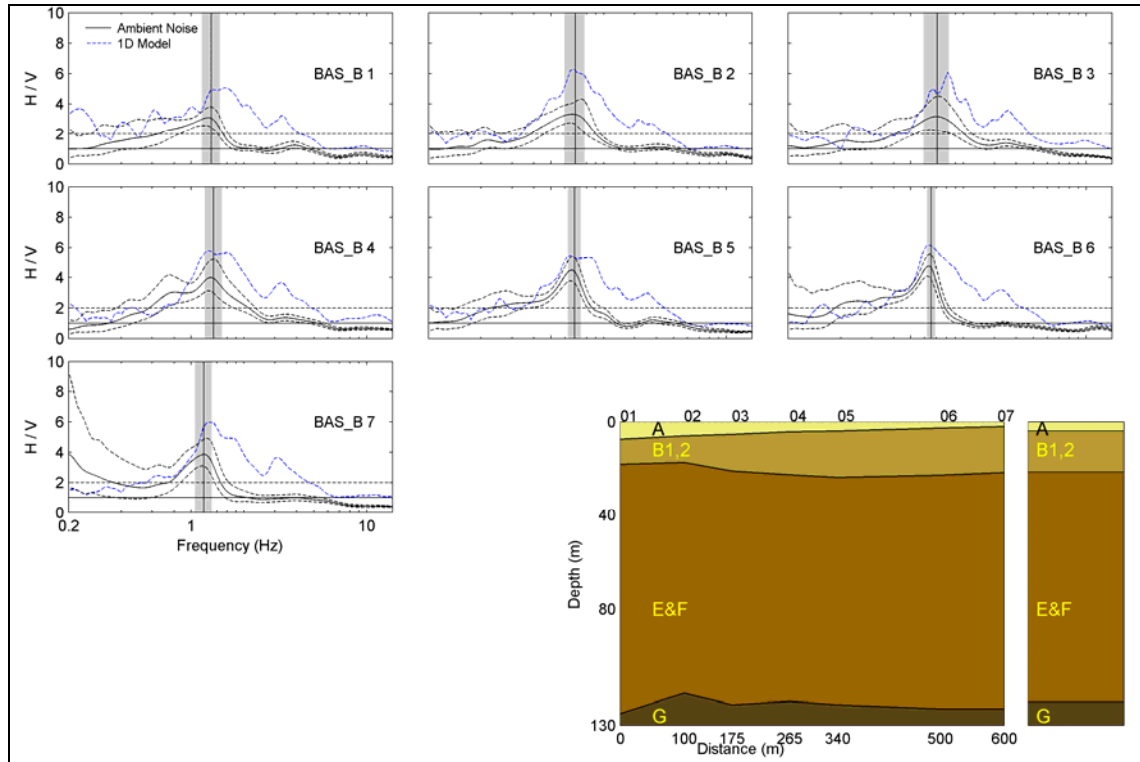 10
8
6
4
2
0
H / V
Ambient Noise
1D Model
BAS_B 1
BAS_B 2
BAS_B 3
10
8
6
4
2
0
H / V
BAS_B 4
BAS_B 5
BAS_B 6
10
8
6
4
2
0
H / V
BAS_B 7
0.2
1
10
Frequency (Hz)
01 02 03 04 05 06 07
0
40
80
130
Depth (m)
A
B1,2
E&F
G
0 100 175 265 340 500 600
Distance (m)
A
B1,2
E&F
G